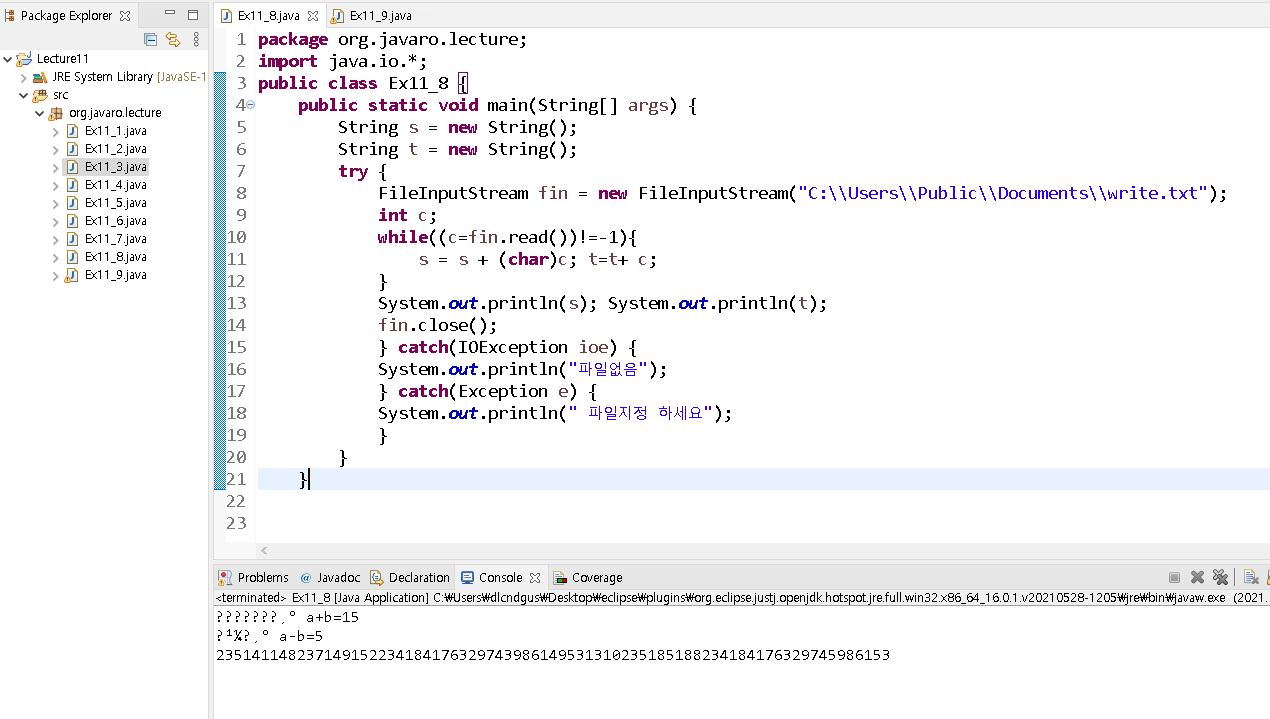 Package Explorer
Ex11_8.java
Ex11_9.java
Lecture11
JRE System Library [JavaSE-1
src
org.javaro.lecture
Ex11_1.java
Ex11_2.java
Ex11_3.java
Ex11_4.java
Ex11_5.java
Ex11_6.java
Ex11_7.java
Ex11_8.java
Ex11_9.java
1 package org.javaro.lecture;
2 import java.io.*;
3 public class Ex11_8 {
4 public static void main(String[] args) {
5 String s = new String();
6 String t = new String();
7 try {
8 FileInputStream fin = new FileInputStream("C:\\Users\\Public\\Documents\\write.txt");
9 int c;
10 while((c=fin.read())!=-1){
11 s = s + (char)c; t=t+ c;
12 }
13 System.out.println(s); System.out.println(t);
14 fin.close();
15 } catch(IOException ioe) {
16 System.out.println("파일없음");
17 } catch(Exception e) {
18 System.out.println(" 파일지정 하세요");
19 }
20 }
21 }
22
23
Problems @ Javadoc Declaration Console Coverage
<terminated> Ex11_8 [Java Application] C:₩Users₩dlcndgus₩Desktop₩eclipse₩plugins₩org.eclipse.justj.openjdk.hotspot.jre.full.win32.x86_64_16.0.1.v20210528-1205₩jre₩bin₩javaw.exe (2021.
???????¸° a+b=15
?¹¼?¸° a-b=5
2351411482371491522341841763297439861495313102351851882341841763297459861​53